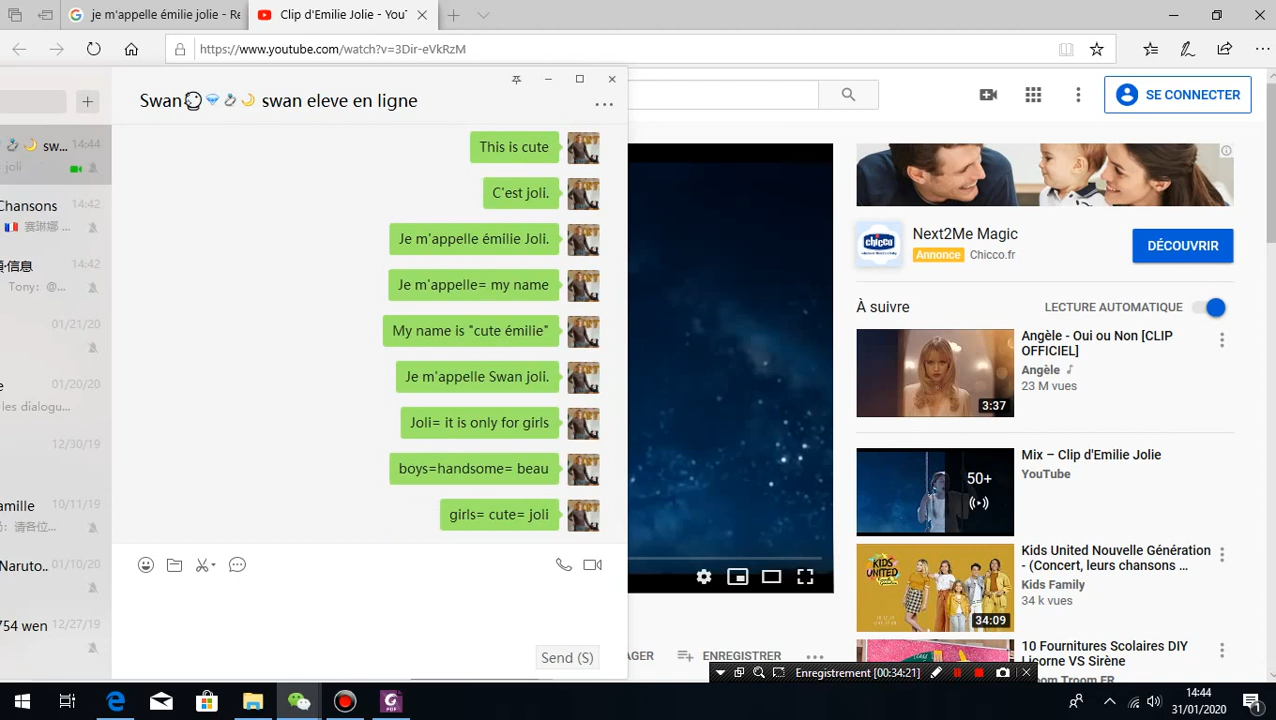 je m'appelle émilie jolie - Re
Clip d'Emilie Jolie - YouT
https://www.youtube.com/watch?v=3Dir-eVkRzM
SE CONNECTER
Swan swan eleve en ligne
14:44
sw...
joli
Chansons
14:42
信息
14:42
Tony: @...
01/21/20
01/20/20
les dialogu...
12/30/19
amille
10/11/19
请各位...
Naruto..
01/10/20
754 wen
12/27/19
This is cute
C'est joli.
Je m'appelle émilie Joli.
Je m'appelle= my name
My name is "cute émilie"
Je m'appelle Swan joli.
Joli= it is only for girls
boys=handsome= beau
girls= cute= joli
Send (S)
Next2Me Magic
chicco
Annonce Chicco.fr
DÉCOUVRIR
À suivre
LECTURE AUTOMATIQUE
3:37
Angèle - Oui ou Non [CLIP
OFFICIEL]
Angèle
23 M vues
50+
Mix – Clip d'Emilie Jolie
YouTube
34:09
Kids United Nouvelle Génération
- (Concert, leurs chansons ...
Kids Family
34 k vues
10 Fournitures Scolaires DIY
Licorne VS Sirène
AGER
ENREGISTRER
Enregistrement [00:34:21]
14:44
31/01/2020
1